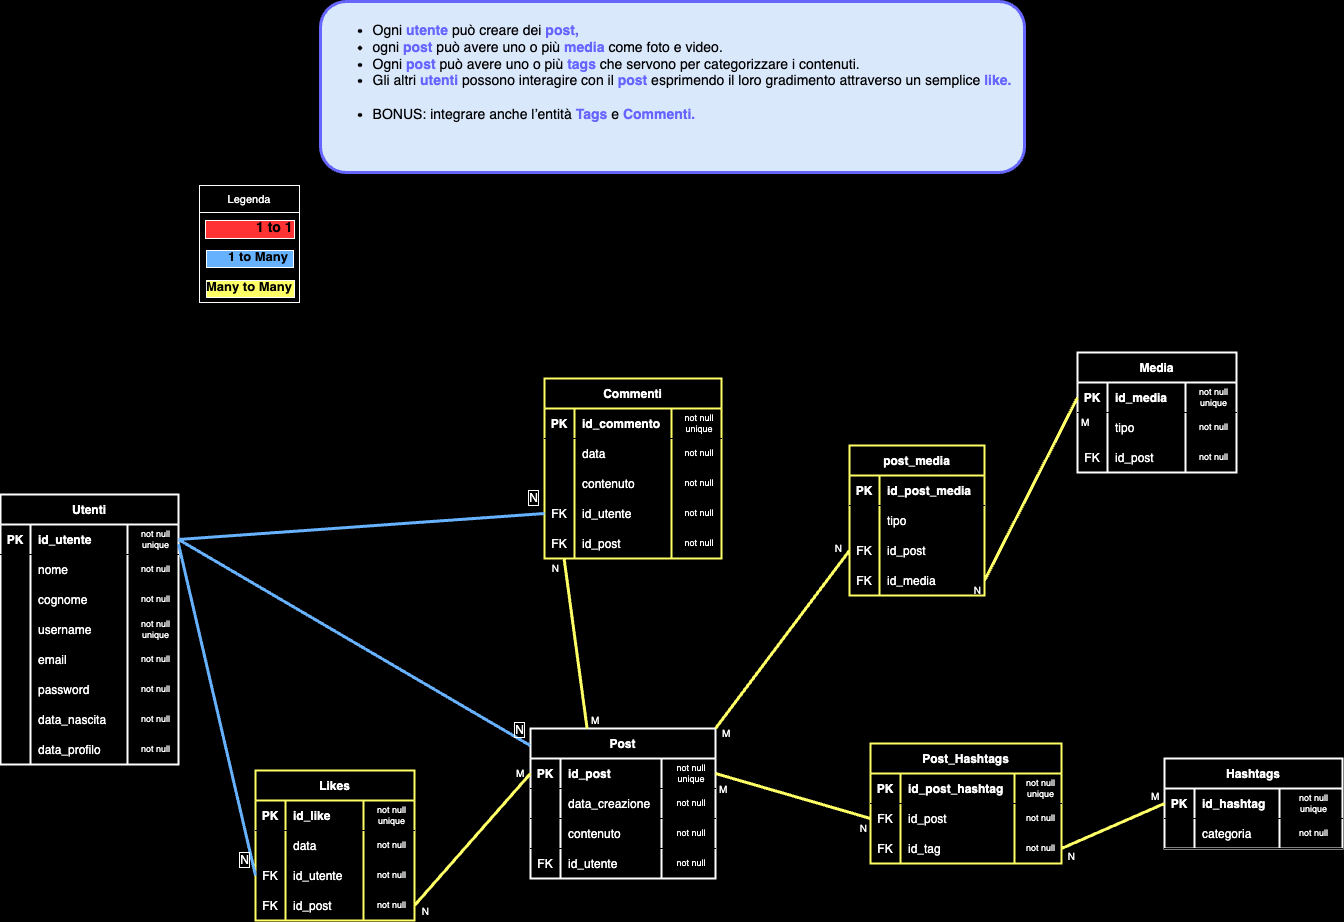 Ogni utente può creare dei post,
ogni post può avere uno o più media come foto e video.
Ogni post può avere uno o più tags che servono per categorizzare i contenuti.
Gli altri utenti possono interagire con il post esprimendo il loro gradimento attraverso un semplice like.
BONUS: integrare anche l'entità Tags e Commenti.
Legenda
1 to 1
1 to Many
Many to Many
Media
PK id_media not null unique
M tipo not null
FK id_post not null
Commenti
PK id_commento not null unique
data not null
contenuto not null
N
FK id_utente not null
FK id_post not null
N
M
post_media
PK id_post_media
tipo
N
FK id_post
FK id_media
N
M
Utenti
PK id_utente not null unique
nome not null
cognome not null
username not null unique
email not null
password not null
data_nascita not null
data_profilo not null
N
Post
M
PK id_post not null unique
M
data_creazione not null
contenuto not null
FK id_utente not null
Likes
PK id_like not null unique
data not null
N
FK id_utente not null
FK id_post not null
N
Post_Hashtags
PK id_post_hashtag not null unique
FK id_post not null
N
FK id_tag not null
N
Hashtags
M
PK id_hashtag not null unique
categoria not null